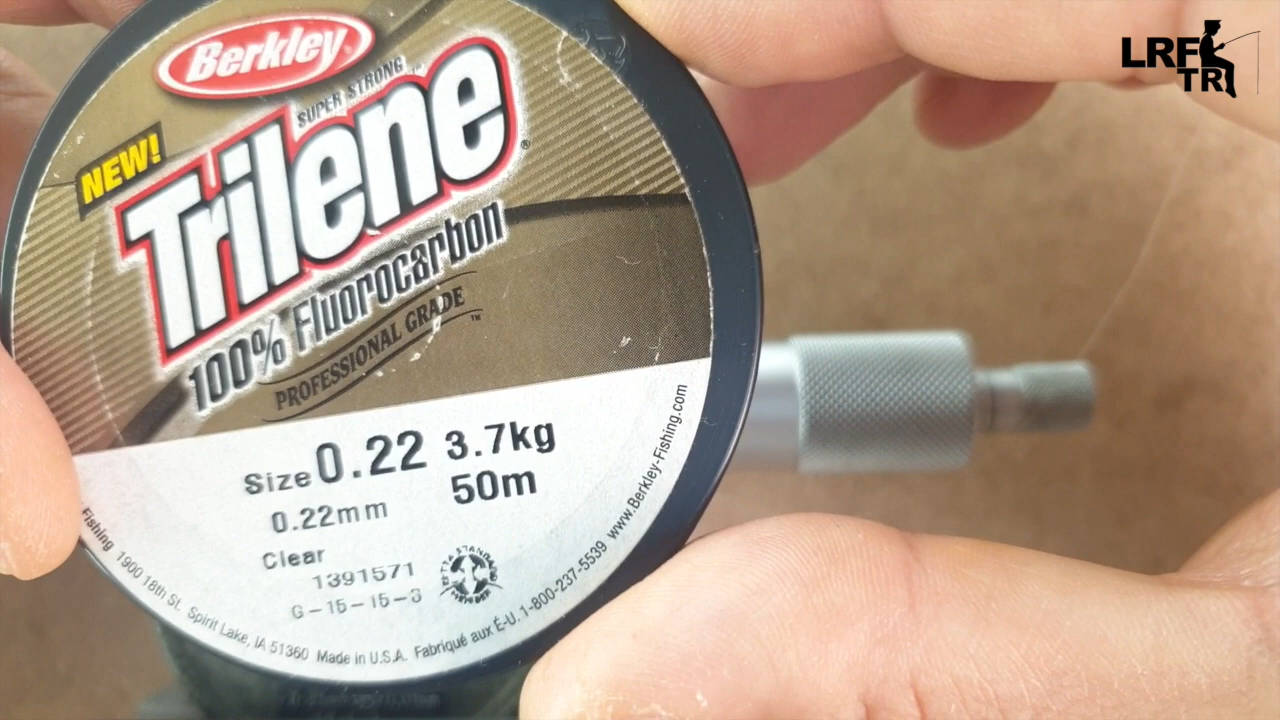 LRF
TR
Berkley
SUPER STRONG
NEW!
Trilene®
100% Fluorocarbon
PROFESSIONAL GRADE™
Size 0.22 3.7kg
0.22mm 50m
Clear
1391571
G-15-15-3
Fishing 1900 18th St. Spirit Lake, IA 51360 Made in U.S.A. Fabriqué aux É-U. 1-800-237-5539 www.Berkley-Fishing.com